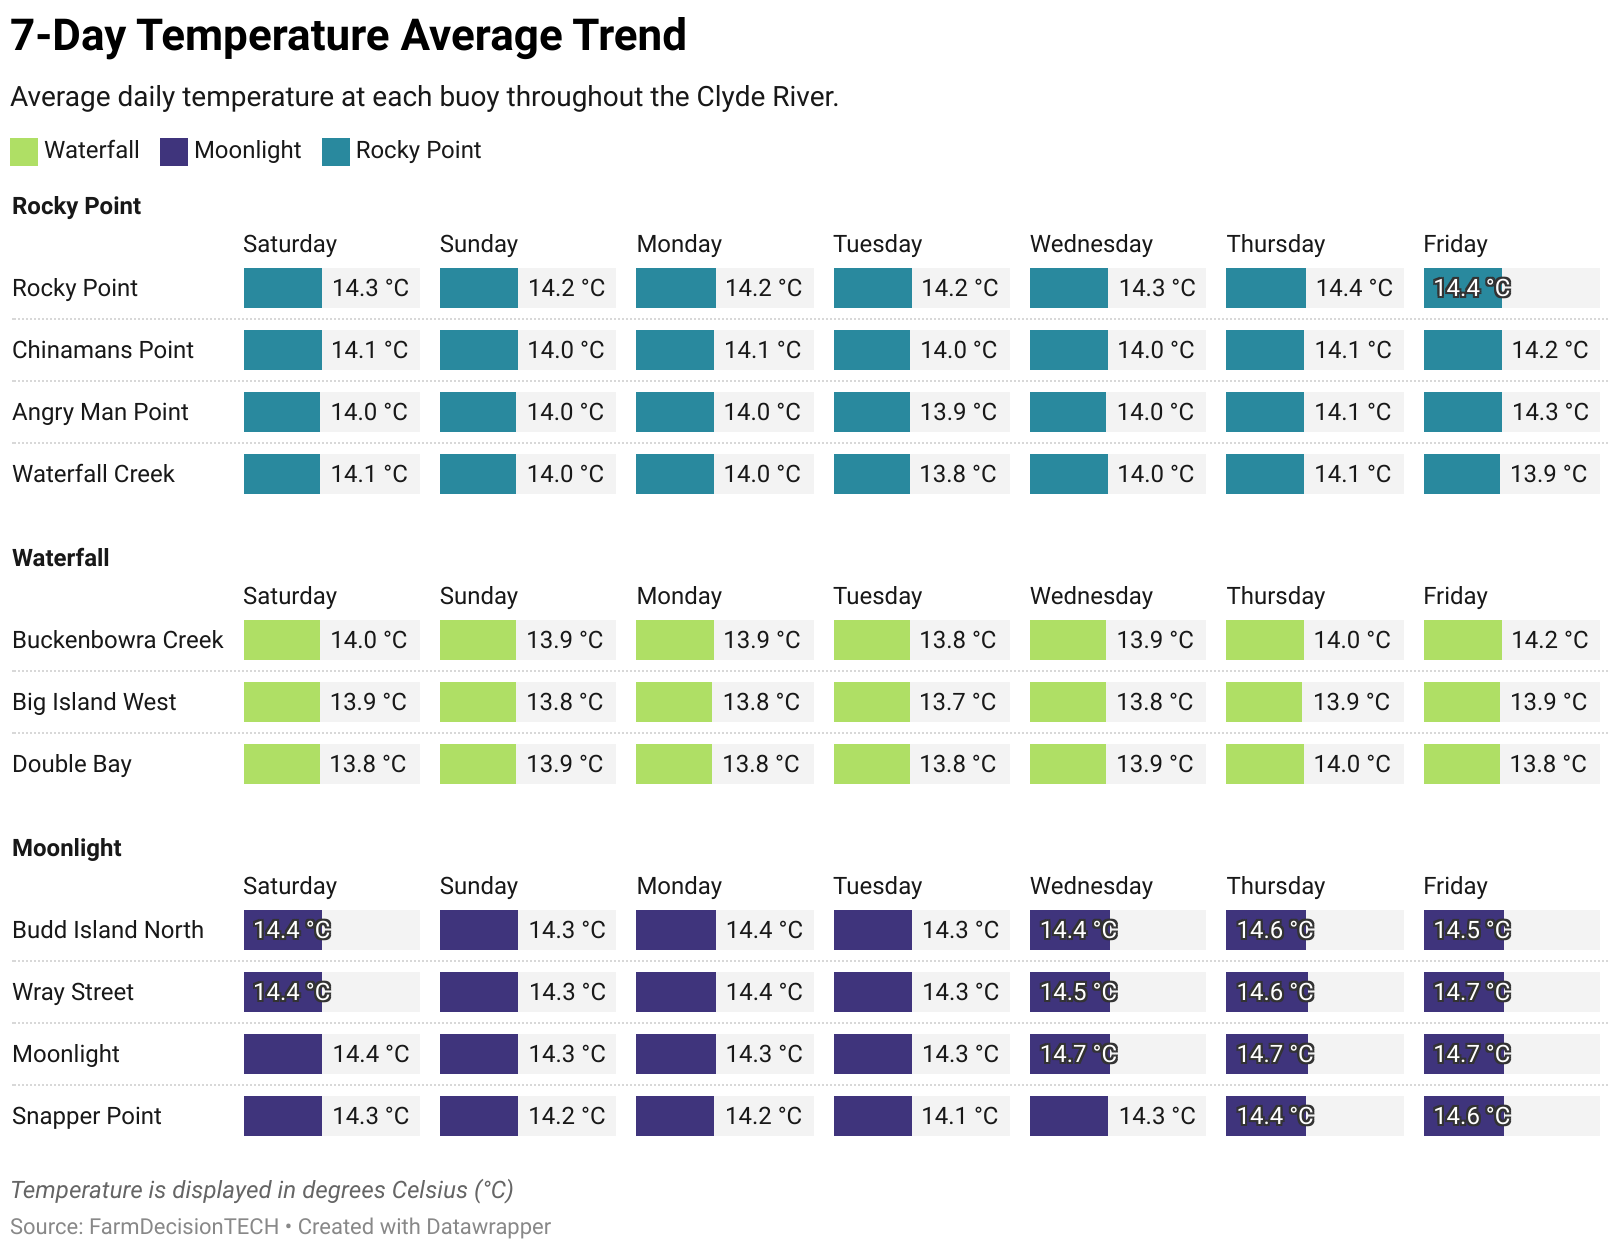 7-Day Temperature Average Trend
Average daily temperature at each buoy throughout the Clyde River.
Waterfall Moonlight Rocky Point
Rocky Point
Saturday Sunday Monday Tuesday Wednesday Thursday Friday
Rocky Point 14.3 °C 14.2 °C 14.2 °C 14.2 °C 14.3 °C 14.4 °C 14.4 °C
Chinamans Point 14.1 °C 14.0 °C 14.1 °C 14.0 °C 14.0 °C 14.1 °C 14.2 °C
Angry Man Point 14.0 °C 14.0 °C 14.0 °C 13.9 °C 14.0 °C 14.1 °C 14.3 °C
Waterfall Creek 14.1 °C 14.0 °C 14.0 °C 13.8 °C 14.0 °C 14.1 °C 13.9 °C
Waterfall
Saturday Sunday Monday Tuesday Wednesday Thursday Friday
Buckenbowra Creek 14.0 °C 13.9 °C 13.9 °C 13.8 °C 13.9 °C 14.0 °C 14.2 °C
Big Island West 13.9 °C 13.8 °C 13.8 °C 13.7 °C 13.8 °C 13.9 °C 13.9 °C
Double Bay 13.8 °C 13.9 °C 13.8 °C 13.8 °C 13.9 °C 14.0 °C 13.8 °C
Moonlight
Saturday Sunday Monday Tuesday Wednesday Thursday Friday
Budd Island North 14.4 °C 14.3 °C 14.4 °C 14.3 °C 14.4 °C 14.6 °C 14.5 °C
Wray Street 14.4 °C 14.3 °C 14.4 °C 14.3 °C 14.5 °C 14.6 °C 14.7 °C
Moonlight 14.4 °C 14.3 °C 14.3 °C 14.3 °C 14.7 °C 14.7 °C 14.7 °C
Snapper Point 14.3 °C 14.2 °C 14.2 °C 14.1 °C 14.3 °C 14.4 °C 14.6 °C
Temperature is displayed in degrees Celsius (°C)
Source: FarmDecisionTECH • Created with Datawrapper